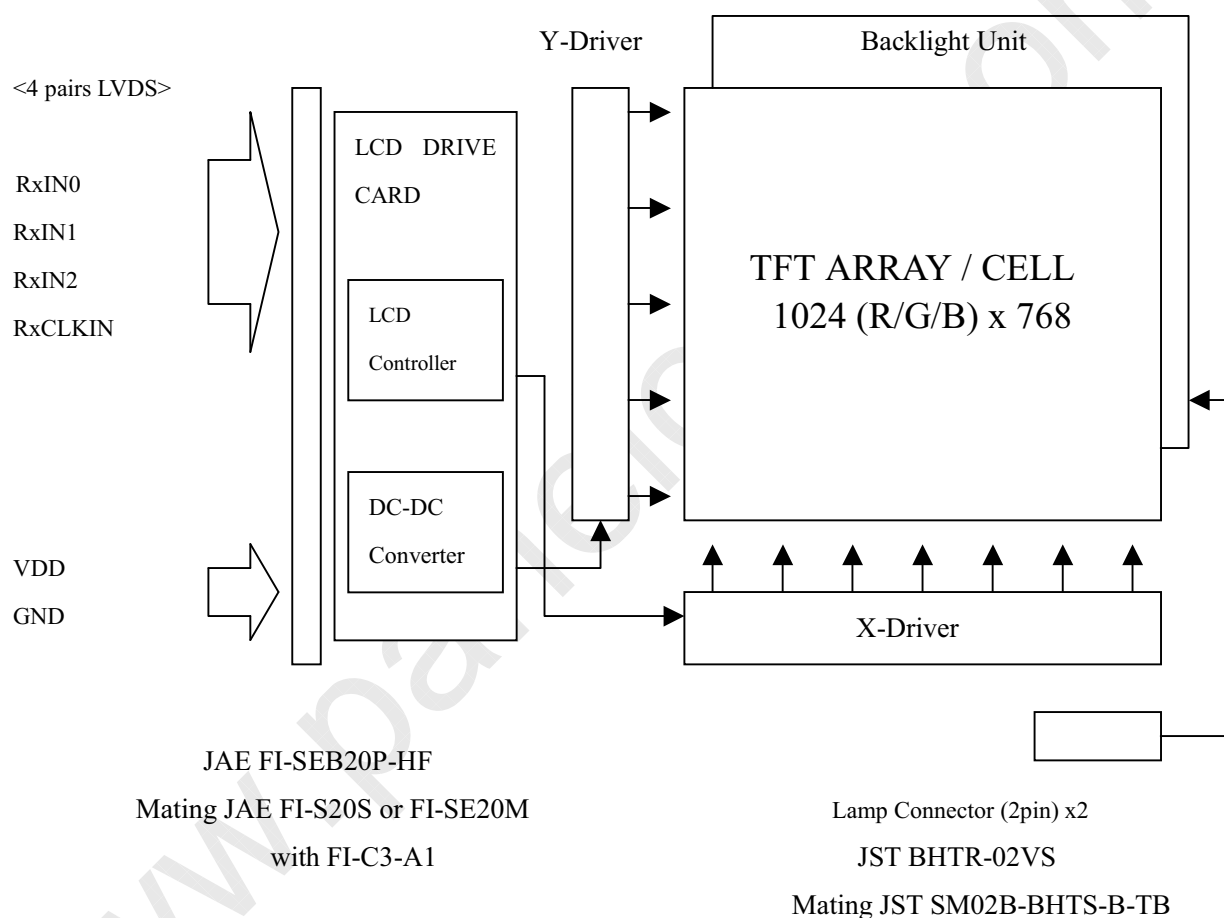 Y-Driver
Backlight Unit
<4 pairs LVDS>
RxIN0
RxIN1
RxIN2
RxCLKIN
VDD
GND
LCD DRIVE
CARD
LCD
Controller
DC-DC
Converter
TFT ARRAY / CELL
1024 (R/G/B) x 768
X-Driver
JAE FI-SEB20P-HF
Mating JAE FI-S20S or FI-SE20M
with FI-C3-A1
Lamp Connector (2pin) x2
JST BHTR-02VS
Mating JST SM02B-BHTS-B-TB